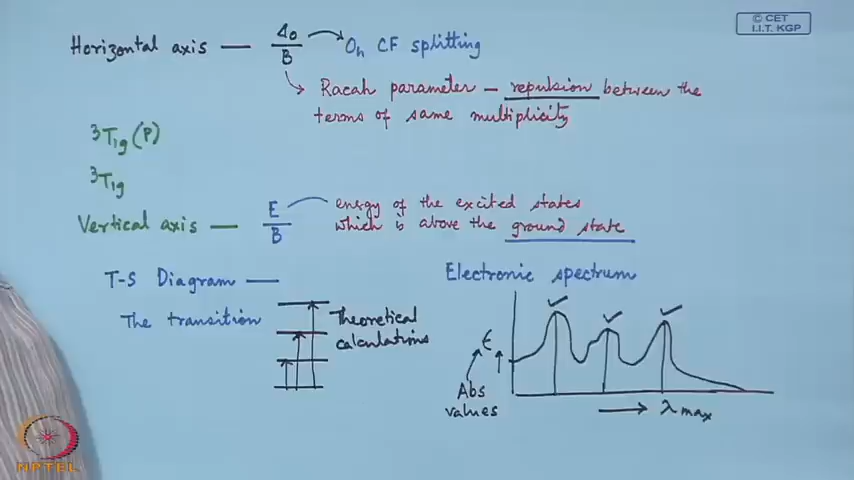 © CET
I.I.T. KGP
Horizontal axis — Δo/B → Oh CF splitting
Racah parameter – repulsion between the
terms of same multiplicity
³T₁g(P)
³T₁g
Vertical axis — E/B energy of the excited states
which is above the ground state
T-S Diagram — Electronic spectrum
The transition Theoretical
calculations
ϵ
Abs
values
→ λ max
NPTEL